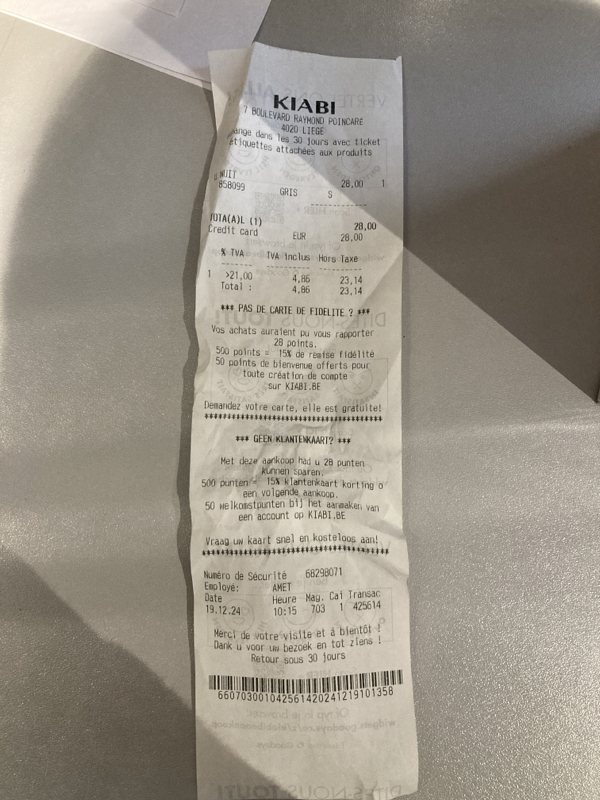 KIABI
7 BOULEVARD RAYMOND POINCARE
4020 LIEGE
ange dans les 30 jours avec ticket
étiquettes attachées aux produits
NUIT 28,00 1
858099 GRIS S
TOTA(A)L (1) 28,00
Credit card EUR 28,00
% TVA TVA inclus Hors taxe
1 >21,00 4,86 23,14
Total : 4,86 23,14
*** PAS DE CARTE DE FIDELITE ? ***
Vos achats auraient pu vous rapporter
28 points.
500 points = 15% de remise fidélité
50 points de bienvenue offerts pour
toute création de compte
sur KIABI.BE
Demandez votre carte, elle est gratuite!
****************************************
*** GEEN KLANTENKAART? ***
Met deze aankoop had u 28 punten
kunnen sparen.
500 punten = 15% klantenkaart korting o
een volgende aankoop.
50 welkomstpunten bij het aanmaken van
een account op KIABI.BE
Vraag uw kaart snel en kosteloos aan!
****************************************
Numéro de Sécurité 68298071
Employé: AMET
Date Heure Mag. Cai Transac
19.12.24 10:15 703 1 425614
Merci de votre visite et à bientôt !
Dank u voor uw bezoek en tot ziens !
Retour sous 30 jours
66070300104256142024121910135​8